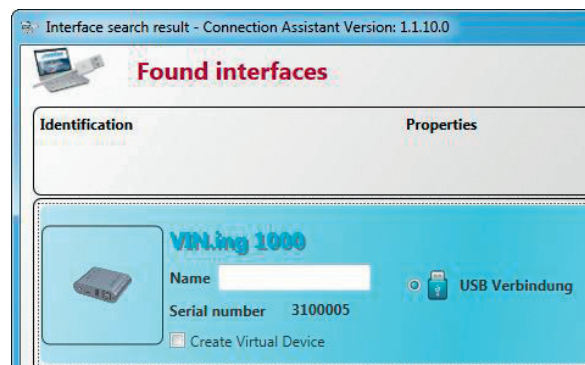 Interface search result - Connection Assistant Version: 1.1.10.0
Found interfaces
Identification Properties
VIN.ing 1000
Name
USB Verbindung
Serial number 3100005
Create Virtual Device